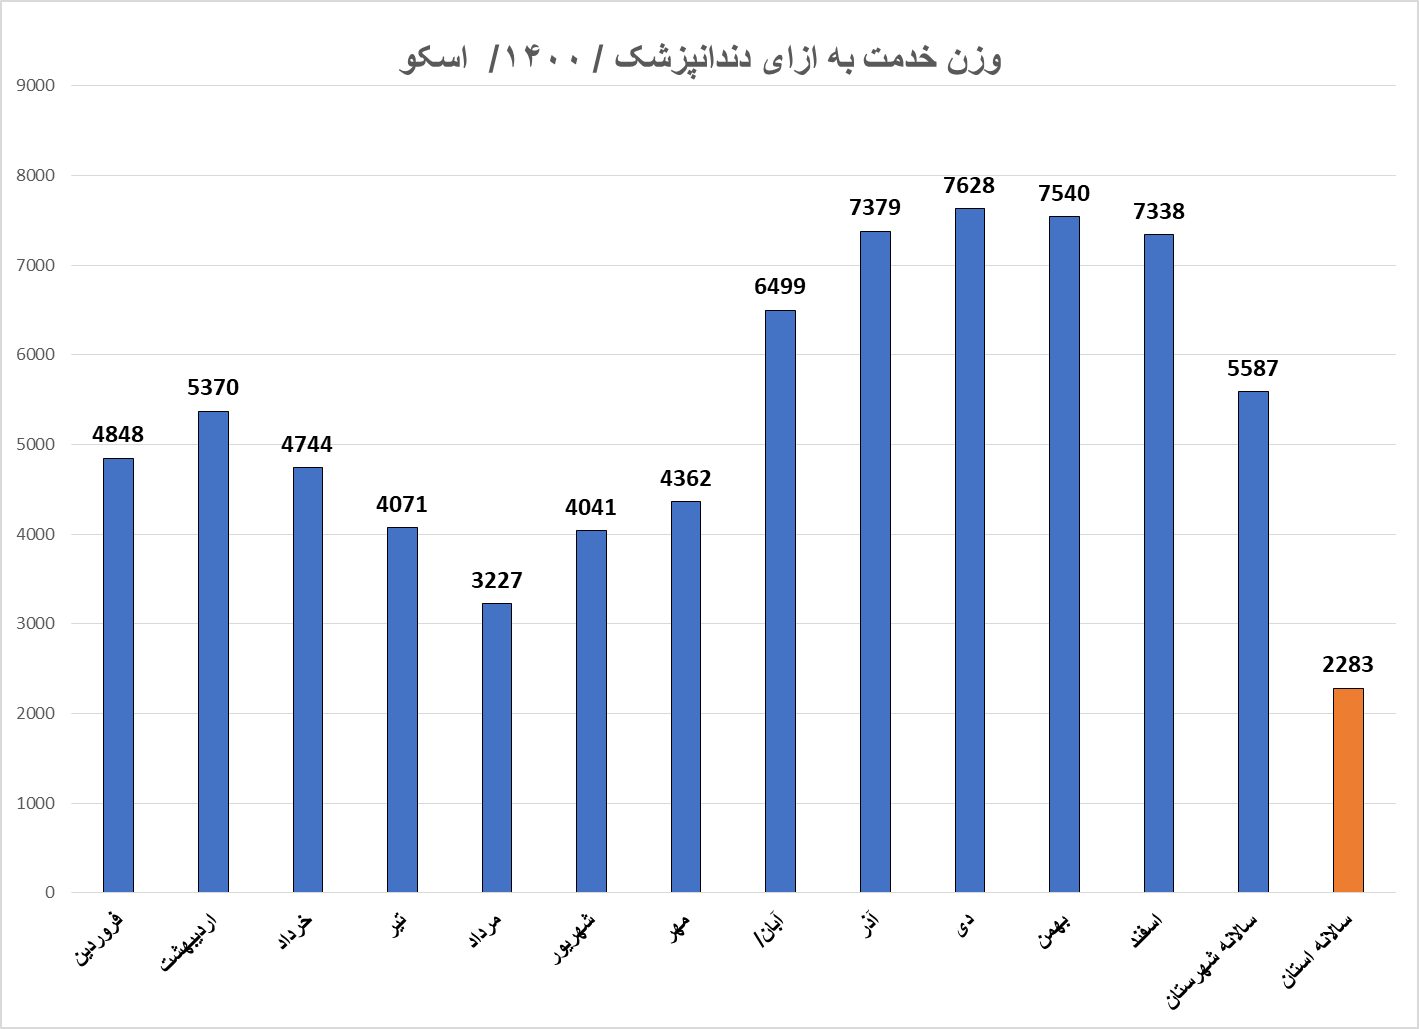 وزن خدمت به ازای دندانپزشک / ۱۴۰۰/ اسکو
9000
8000
7000
6000
5000
4000
3000
2000
1000
0
4848
5370
4744
4071
3227
4041
4362
6499
7379
7628
7540
7338
5587
2283
فروردین
اردیبهشت
خرداد
تیر
مرداد
شهریور
مهر
آبان/
آذر
دی
بهمن
اسفند
سالانه شهرستان
سالانه استان